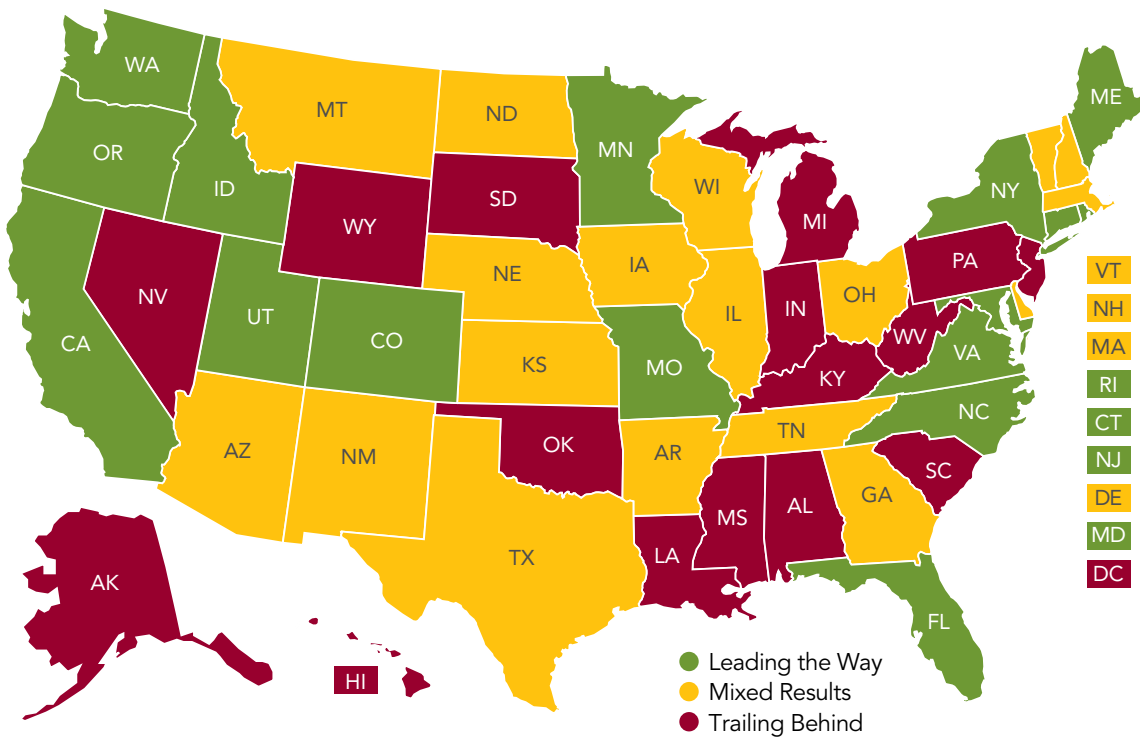 WA
MT
ND
ME
OR
MN
ID
WI
NY
SD
WY
MI
PA
NE
IA
VT
NV
OH
IL
IN
NH
UT
CO
CA
WV
VA
MA
KS
MO
KY
RI
NC
TN
CT
OK
AZ
NM
AR
SC
NJ
GA
DE
MS
AL
MD
LA
TX
DC
AK
FL
HI
Leading the Way
Mixed Results
Trailing Behind